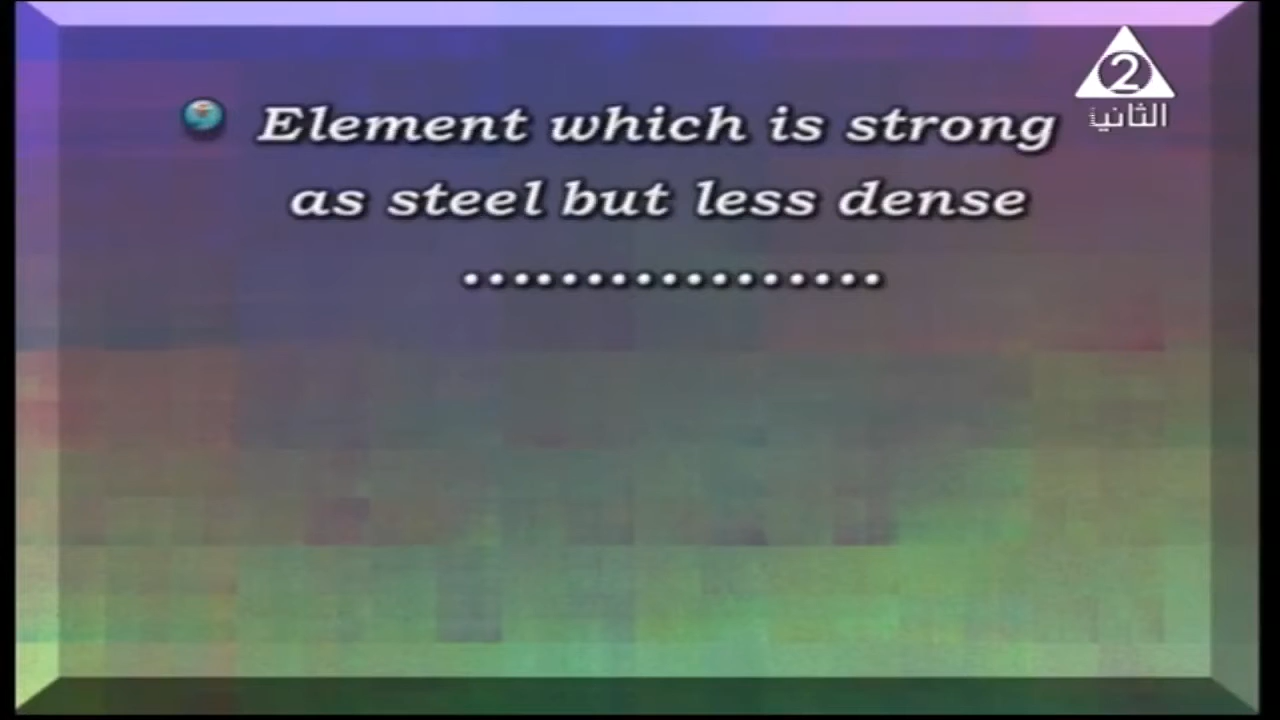 2
الثانية
Element which is strong
as steel but less dense
.................